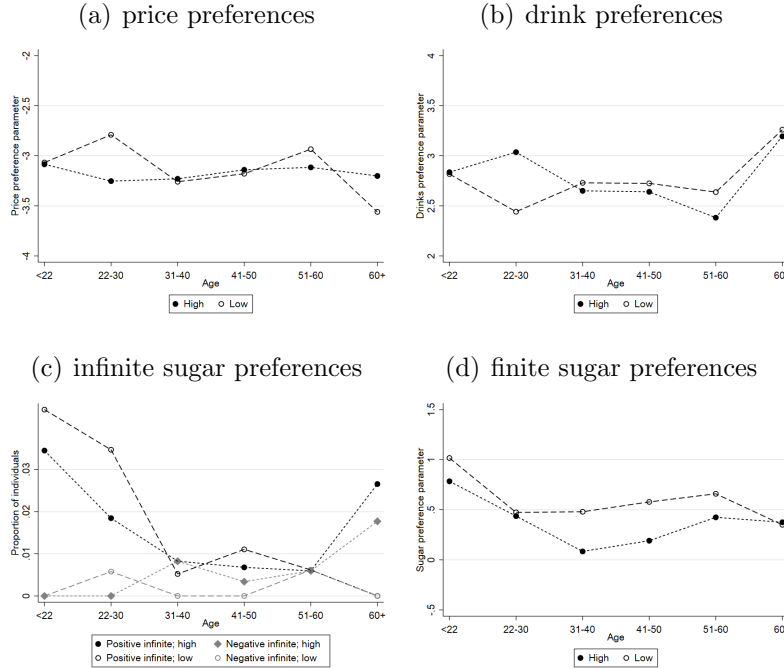 (a) price preferences
Price preference parameter
-2
-2.5
-3
-3.5
-4
<22 22-30 31-40 41-50 51-60 60+
Age
High Low
(b) drink preferences
Drinks preference parameter
4
3.5
3
2.5
2
<22 22-30 31-40 41-50 51-60 60+
Age
High Low
(c) infinite sugar preferences
Proportion of individuals
.03
.02
.01
0
<22 22-30 31-40 41-50 51-60 60+
Age
Positive infinite; high Negative infinite; high
Positive infinite; low Negative infinite; low
(d) finite sugar preferences
Sugar preference parameter
1.5
1
.5
0
-.5
<22 22-30 31-40 41-50 51-60 60+
Age
High Low